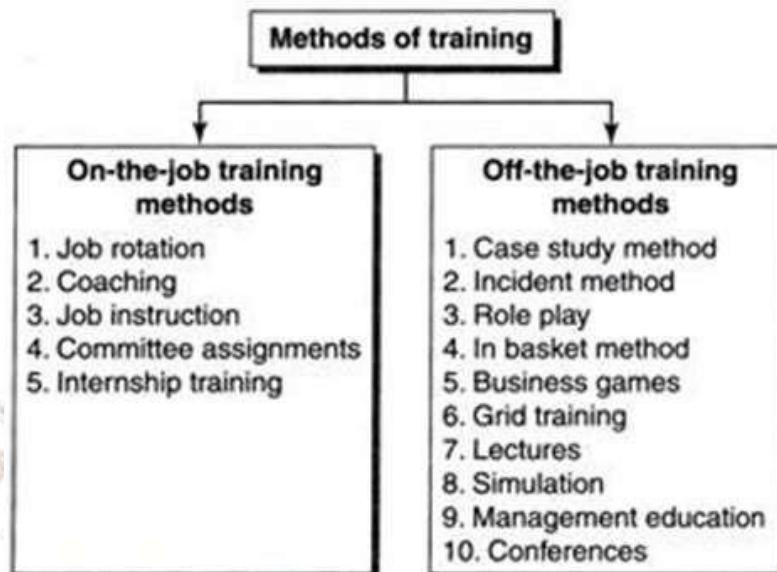 Methods of training
On-the-job training
methods
1. Job rotation
2. Coaching
3. Job instruction
4. Committee assignments
5. Internship training
Off-the-job training
methods
1. Case study method
2. Incident method
3. Role play
4. In basket method
5. Business games
6. Grid training
7. Lectures
8. Simulation
9. Management education
10. Conferences